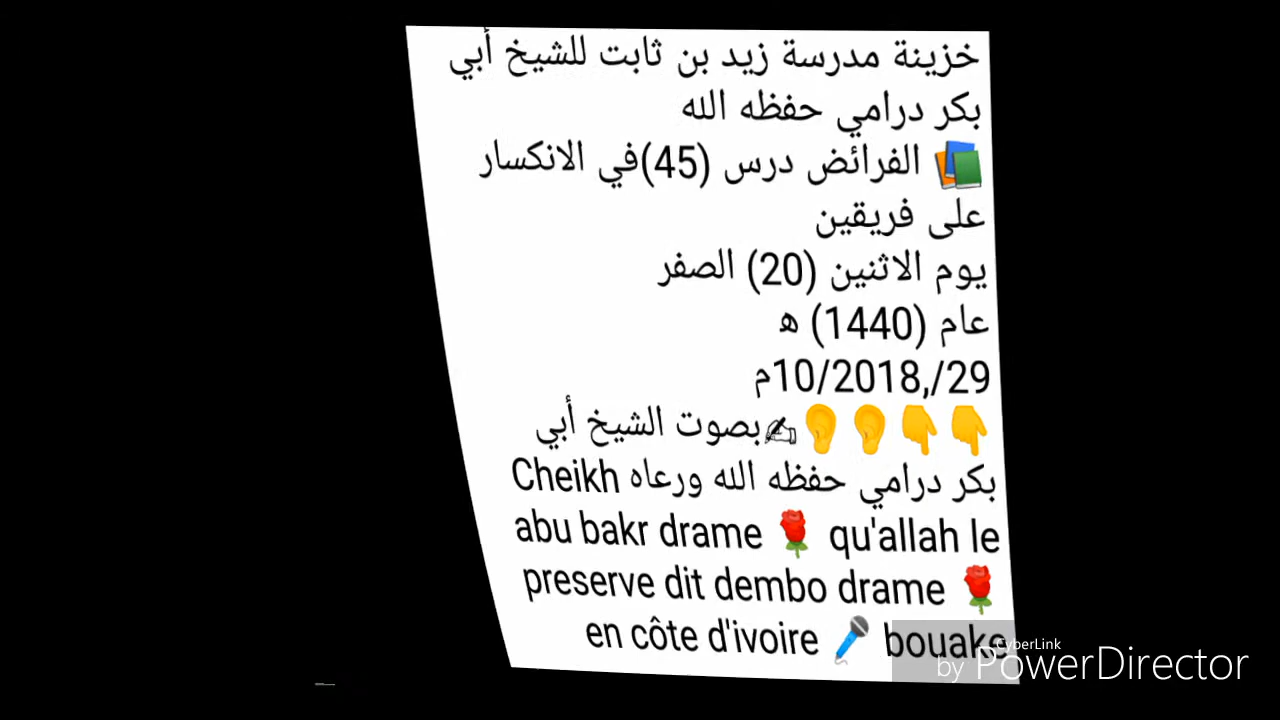 خزينة مدرسة زيد بن ثابت للشيخ أبي
بكر درامي حفظه الله
📚 الفرائض درس (45)في الانكسار
على فريقين
يوم الاثنين (20) الصفر
عام (1440) ه
29/,10/2018م
👇👇👂👂✍بصوت الشيخ أبي
بكر درامي حفظه الله ورعاه Cheikh
abu bakr drame 🌹 qu'allah le
preserve dit dembo drame 🌹
en côte d'ivoire 🎤 bouake
CyberLink
by PowerDirector